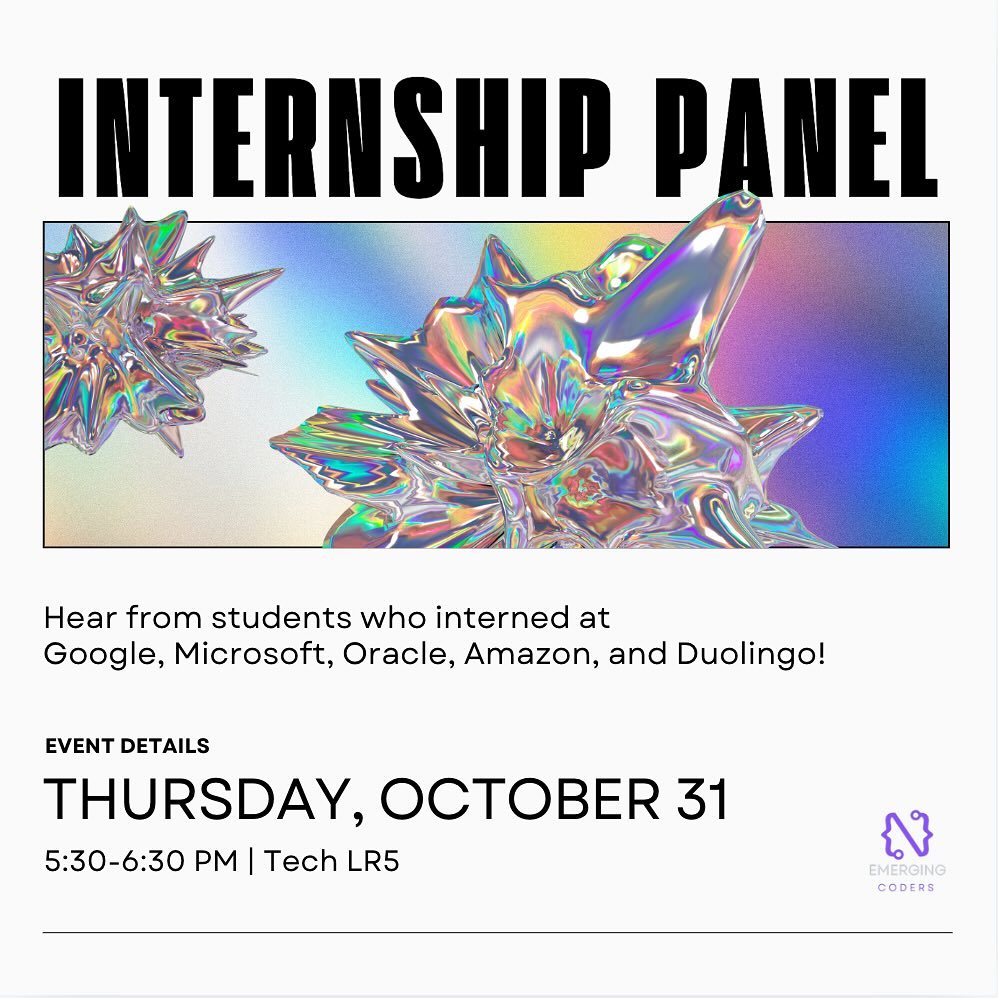 INTERNSHIP PANEL
Hear from students who interned at
Google, Microsoft, Oracle, Amazon, and Duolingo!
EVENT DETAILS
THURSDAY, OCTOBER 31
5:30-6:30 PM | Tech LR5
EMERGING
CODERS